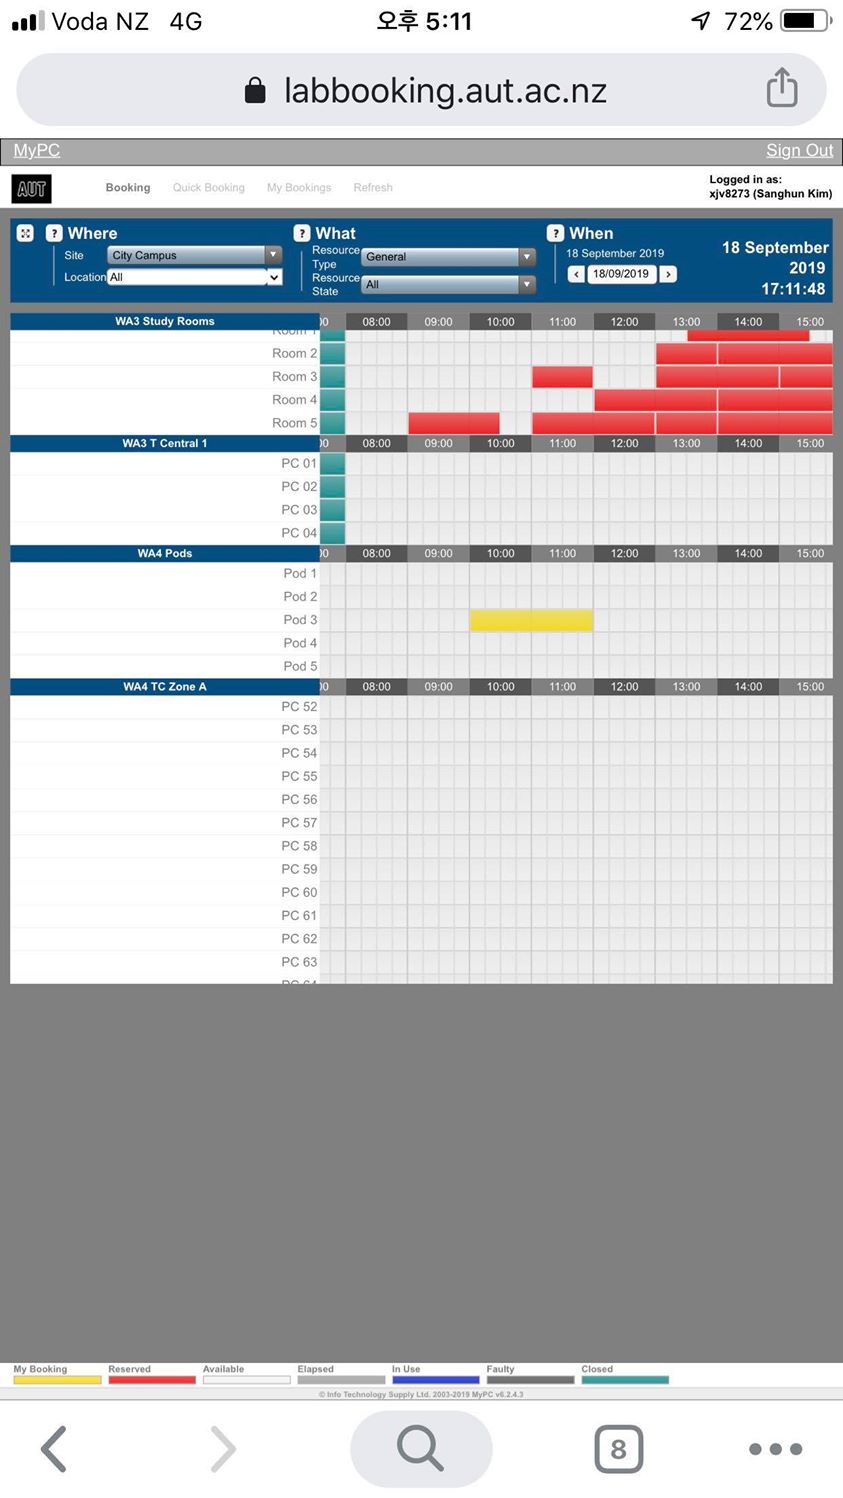 Voda NZ 4G 오후 5:11 72%
labbooking.aut.ac.nz
MyPC Sign Out
AUT Booking Quick Booking My Bookings Refresh
Logged in as:
xjv8273 (Sanghun Kim)
? Where
Site City Campus
Location All
? What
Resource Type General
Resource State All
? When
18 September 2019
< 18/09/2019 >
18 September
2019
17:11:48
WA3 Study Rooms 08:00 09:00 10:00 11:00 12:00 13:00 14:00 15:00
Room 1
Room 2
Room 3
Room 4
Room 5
WA3 T Central 1 08:00 09:00 10:00 11:00 12:00 13:00 14:00 15:00
PC 01
PC 02
PC 03
PC 04
WA4 Pods 08:00 09:00 10:00 11:00 12:00 13:00 14:00 15:00
Pod 1
Pod 2
Pod 3
Pod 4
Pod 5
WA4 TC Zone A 08:00 09:00 10:00 11:00 12:00 13:00 14:00 15:00
PC 52
PC 53
PC 54
PC 55
PC 56
PC 57
PC 58
PC 59
PC 60
PC 61
PC 62
PC 63
PC 64
My Booking Reserved Available Elapsed In Use Faulty Closed
© Info Technology Supply Ltd. 2003-2019 MyPC v6.2.4.3
8